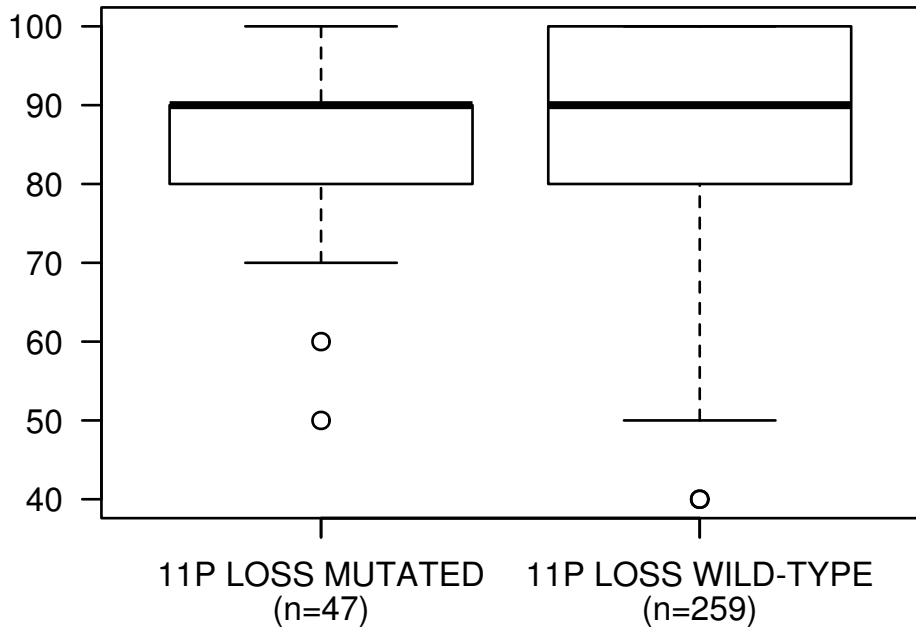 100
90
80
70
60
50
40
11P LOSS MUTATED
(n=47)
11P LOSS WILD-TYPE
(n=259)